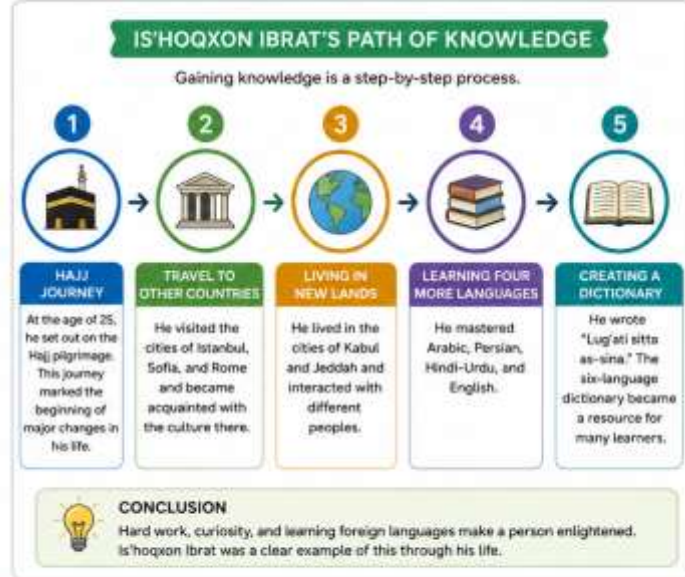 IS'HOQXON IBRAT'S PATH OF KNOWLEDGE
Gaining knowledge is a step-by-step process.
1
2
3
4
5
HAJJ
JOURNEY
At the age of 25,
he set out on the
Hajj pilgrimage.
This journey
marked the
beginning of
major changes in
his life.
TRAVEL TO
OTHER COUNTRIES
He visited the
cities of Istanbul,
Sofia, and Rome
and became
acquainted with
the culture there.
LIVING IN
NEW LANDS
He lived in the
cities of Kabul
and Jeddah and
interacted with
different
peoples.
LEARNING FOUR
MORE LANGUAGES
He mastered
Arabic, Persian,
Hindi-Urdu, and
English.
CREATING A
DICTIONARY
He wrote
"Lug'ati sitta
as-sina." The
six-language
dictionary became
a resource for
many learners.
CONCLUSION
Hard work, curiosity, and learning foreign languages make a person enlightened.
Is'hoqxon Ibrat was a clear example of this through his life.